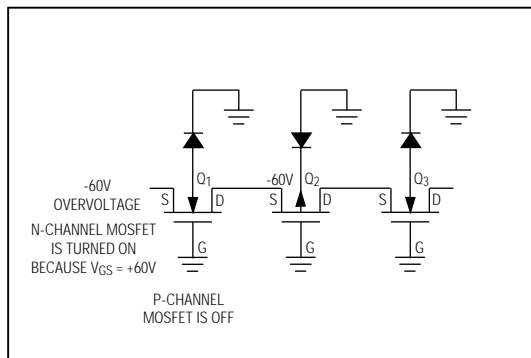 Q1
-60V
Q2
Q3
-60V
OVERVOLTAGE
S
D
S
D
S
D
N-CHANNEL MOSFET
IS TURNED ON
BECAUSE VGS = +60V
G
G
G
P-CHANNEL
MOSFET IS OFF